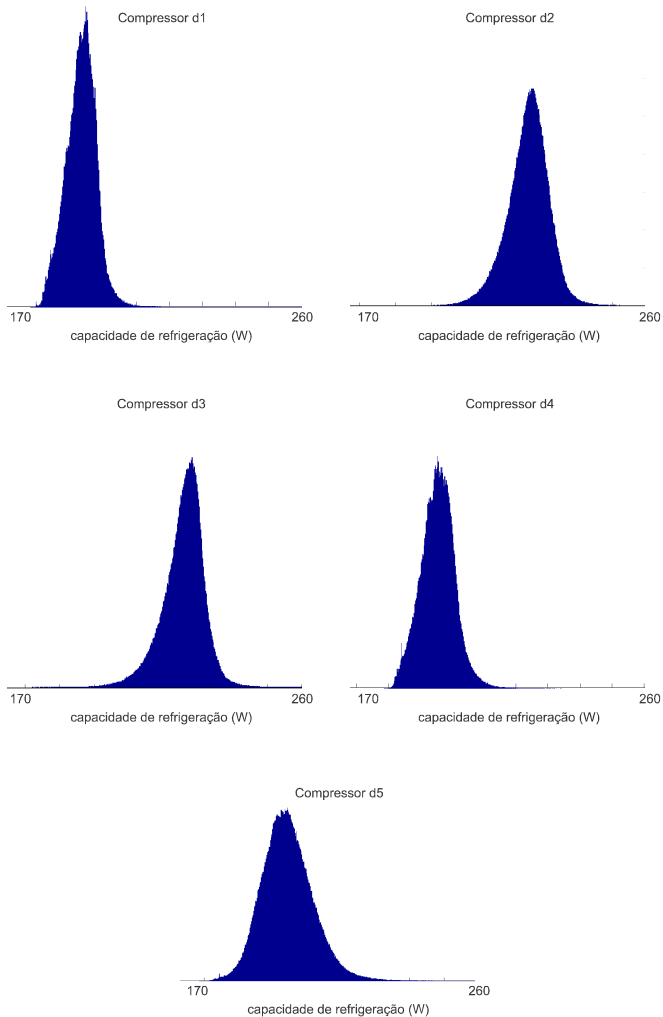 Compressor d1
Compressor d2
170
260
170
260
capacidade de refrigeração (W)
capacidade de refrigeração (W)
Compressor d3
Compressor d4
170
260
170
260
capacidade de refrigeração (W)
capacidade de refrigeração (W)
Compressor d5
170
260
capacidade de refrigeração (W)